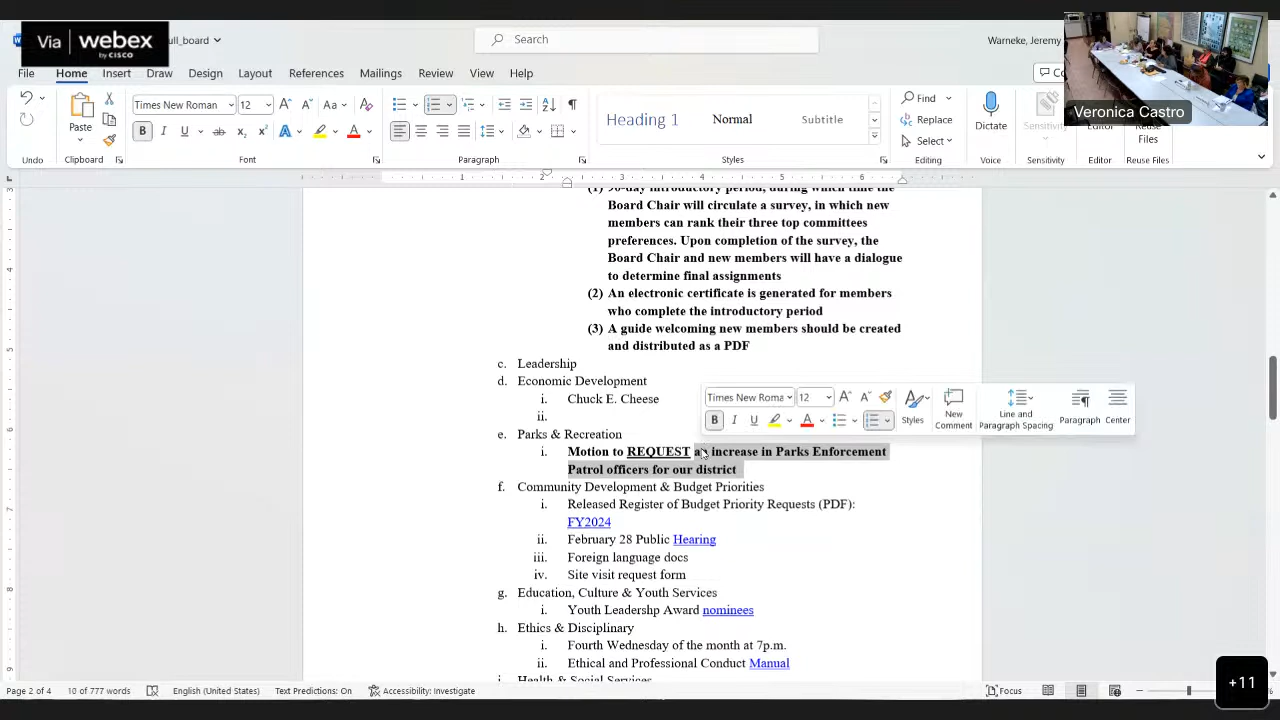 Via webex
by CISCO
ull_board
Search
Warneke, Jeremy
File Home Insert Draw Design Layout References Mailings Review View Help
Times New Roman 12
Paste
Find
Replace
Select
Heading 1 Normal Subtitle
Dictate
Sensitivity
Editor
Reuse
Files
Undo Clipboard Font Paragraph Styles Editing Voice Sensitivity Editor Reuse Files
Veronica Castro
1 2 3 4 5 6
(1) 90-day introductory period, during which time the
Board Chair will circulate a survey, in which new
members can rank their three top committees
preferences. Upon completion of the survey, the
Board Chair and new members will have a dialogue
to determine final assignments
(2) An electronic certificate is generated for members
who complete the introductory period
(3) A guide welcoming new members should be created
and distributed as a PDF
c. Leadership
d. Economic Development
i. Chuck E. Cheese
ii.
e. Parks & Recreation
i. Motion to REQUEST an increase in Parks Enforcement
Patrol officers for our district
f. Community Development & Budget Priorities
i. Released Register of Budget Priority Requests (PDF):
FY2024
ii. February 28 Public Hearing
iii. Foreign language docs
iv. Site visit request form
g. Education, Culture & Youth Services
i. Youth Leadershp Award nominees
h. Ethics & Disciplinary
i. Fourth Wednesday of the month at 7p.m.
ii. Ethical and Professional Conduct Manual
i. Health & Social Services
Times New Roma 12
Styles
New
Comment
Line and
Paragraph Spacing
Paragraph
Center
Page 2 of 4 10 of 777 words English (United States) Text Predictions: On Accessibility: Investigate
Focus
+11